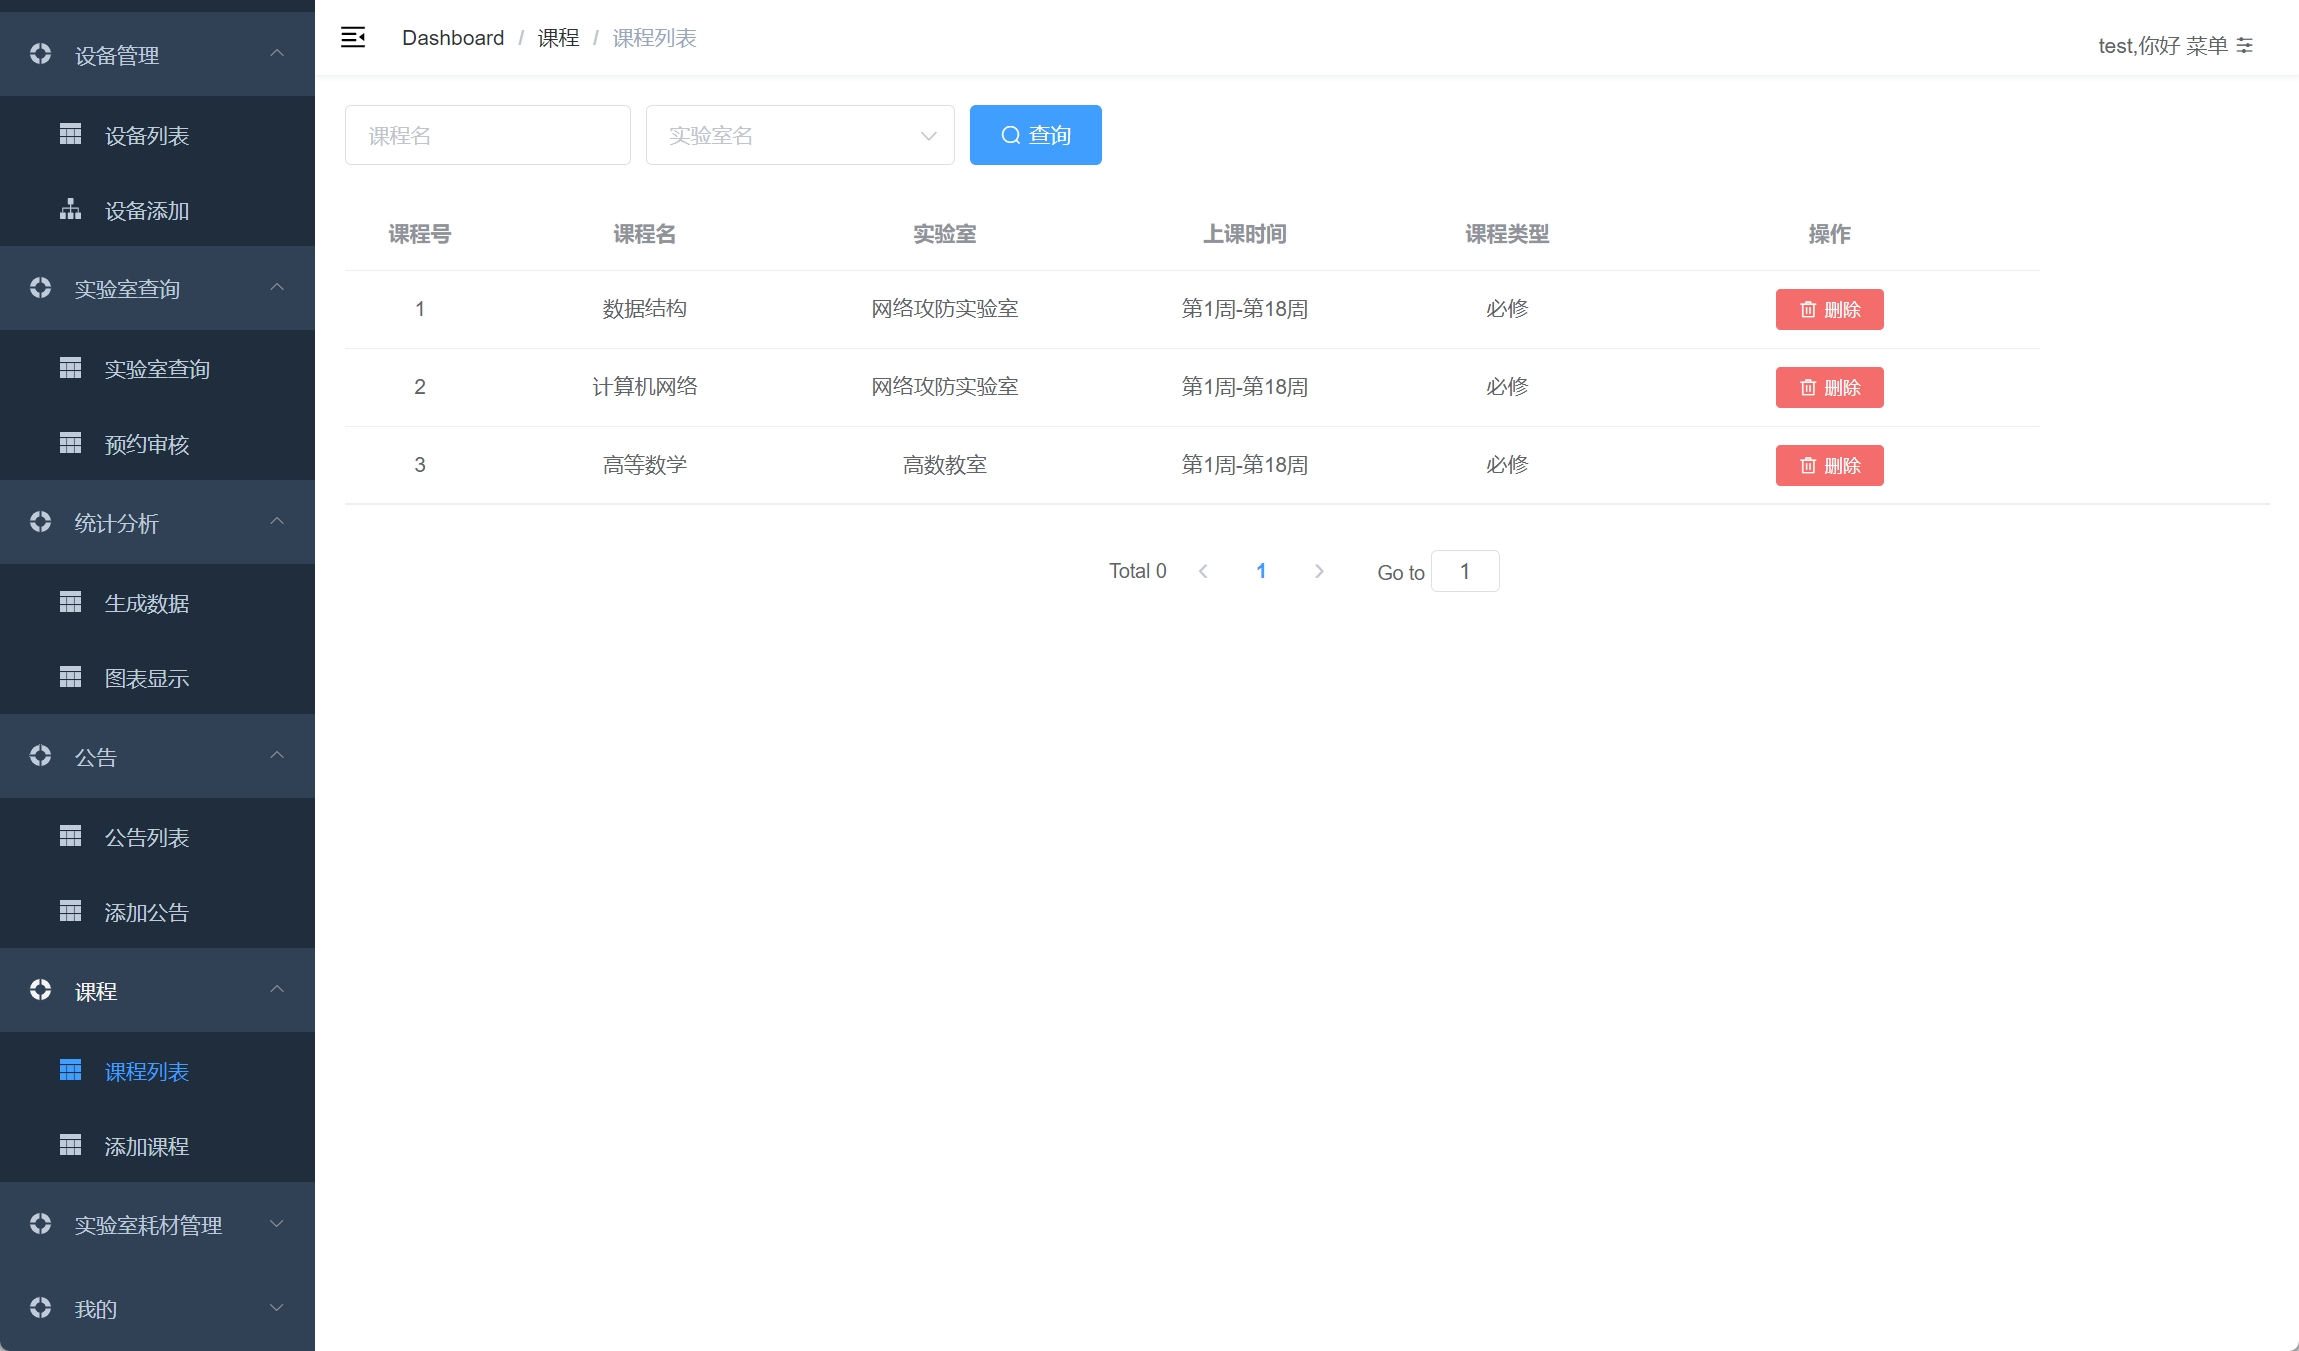 设备管理
设备列表
设备添加
实验室查询
实验室查询
预约审核
统计分析
生成数据
图表显示
公告
公告列表
添加公告
课程
课程列表
添加课程
实验室耗材管理
我的
Dashboard / 课程 / 课程列表
test,你好 菜单
课程名 实验室名 查询
课程号 课程名 实验室 上课时间 课程类型 操作
1 数据结构 网络攻防实验室 第1周-第18周 必修 删除
2 计算机网络 网络攻防实验室 第1周-第18周 必修 删除
3 高等数学 高数教室 第1周-第18周 必修 删除
Total 0 1 Go to 1